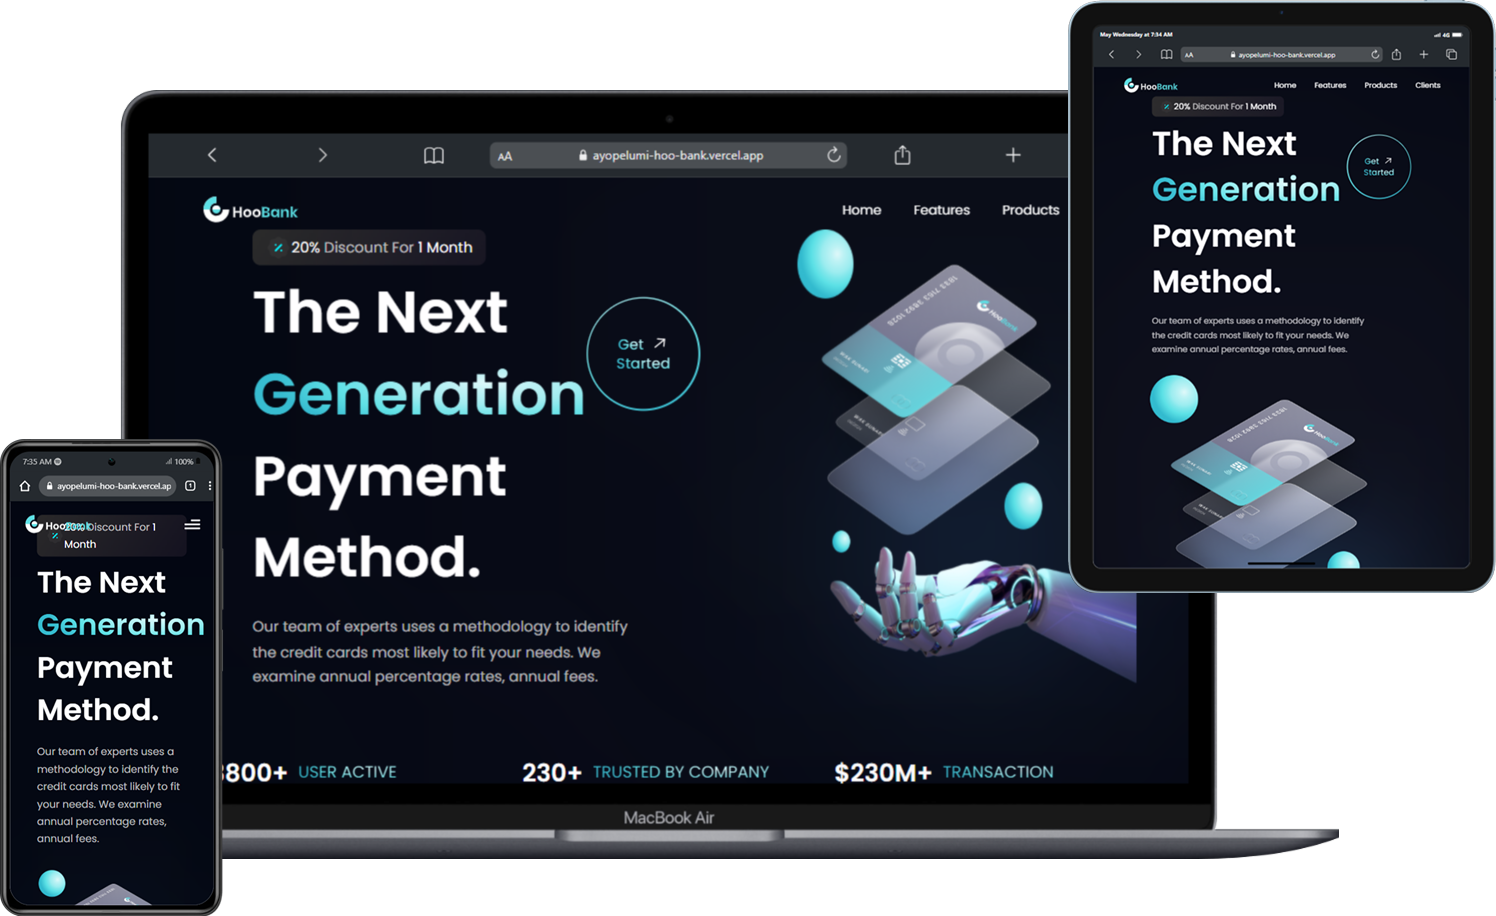 ayopelumi-hoo-bank.vercel.app
AA
HooBank
Home Features Products
20% Discount For 1 Month
The Next
Generation
Payment
Method.
Get
Started
Our team of experts uses a methodology to identify
the credit cards most likely to fit your needs. We
examine annual percentage rates, annual fees.
HooBank
800+ USER ACTIVE
230+ TRUSTED BY COMPANY
$230M+ TRANSACTION
MacBook Air
May Wednesday at 7:34 AM
4G
AA
ayopelumi-hoo-bank.vercel.app
HooBank
Home Features Products Clients
20% Discount For 1 Month
The Next
Generation
Payment
Method.
Get
Started
Our team of experts uses a methodology to identify
the credit cards most likely to fit your needs. We
examine annual percentage rates, annual fees.
HooBank
7:35 AM
100%
ayopelumi-hoo-bank.vercel.ap
1
HooBank
20% Discount For 1
Month
The Next
Generation
Payment
Method.
Our team of experts uses a
methodology to identify the
credit cards most likely to fit
your needs. We examine
annual percentage rates,
annual fees.